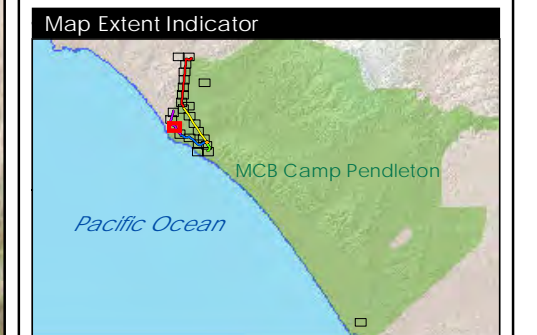 Map Extent Indicator
MCB Camp Pendleton
Pacific Ocean